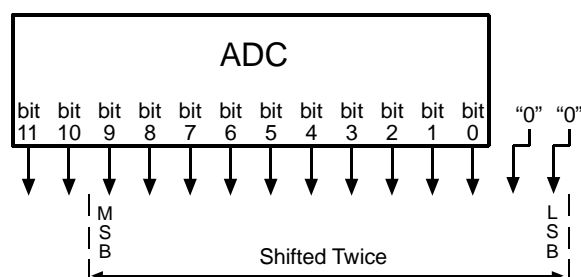 ADC
bit bit bit bit bit bit bit bit bit bit bit bit “0” “0”
11 10 9 8 7 6 5 4 3 2 1 0
MSB
LSB
Shifted Twice